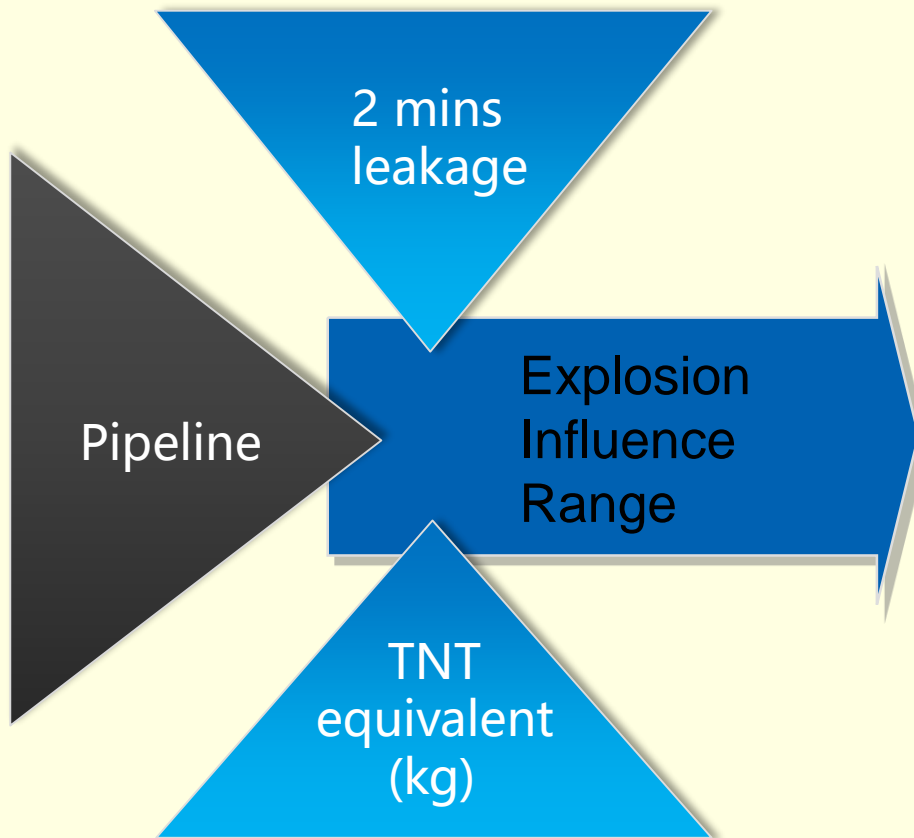 2 mins
leakage
Pipeline
Explosion
Influence
Range
TNT
equivalent
(kg)